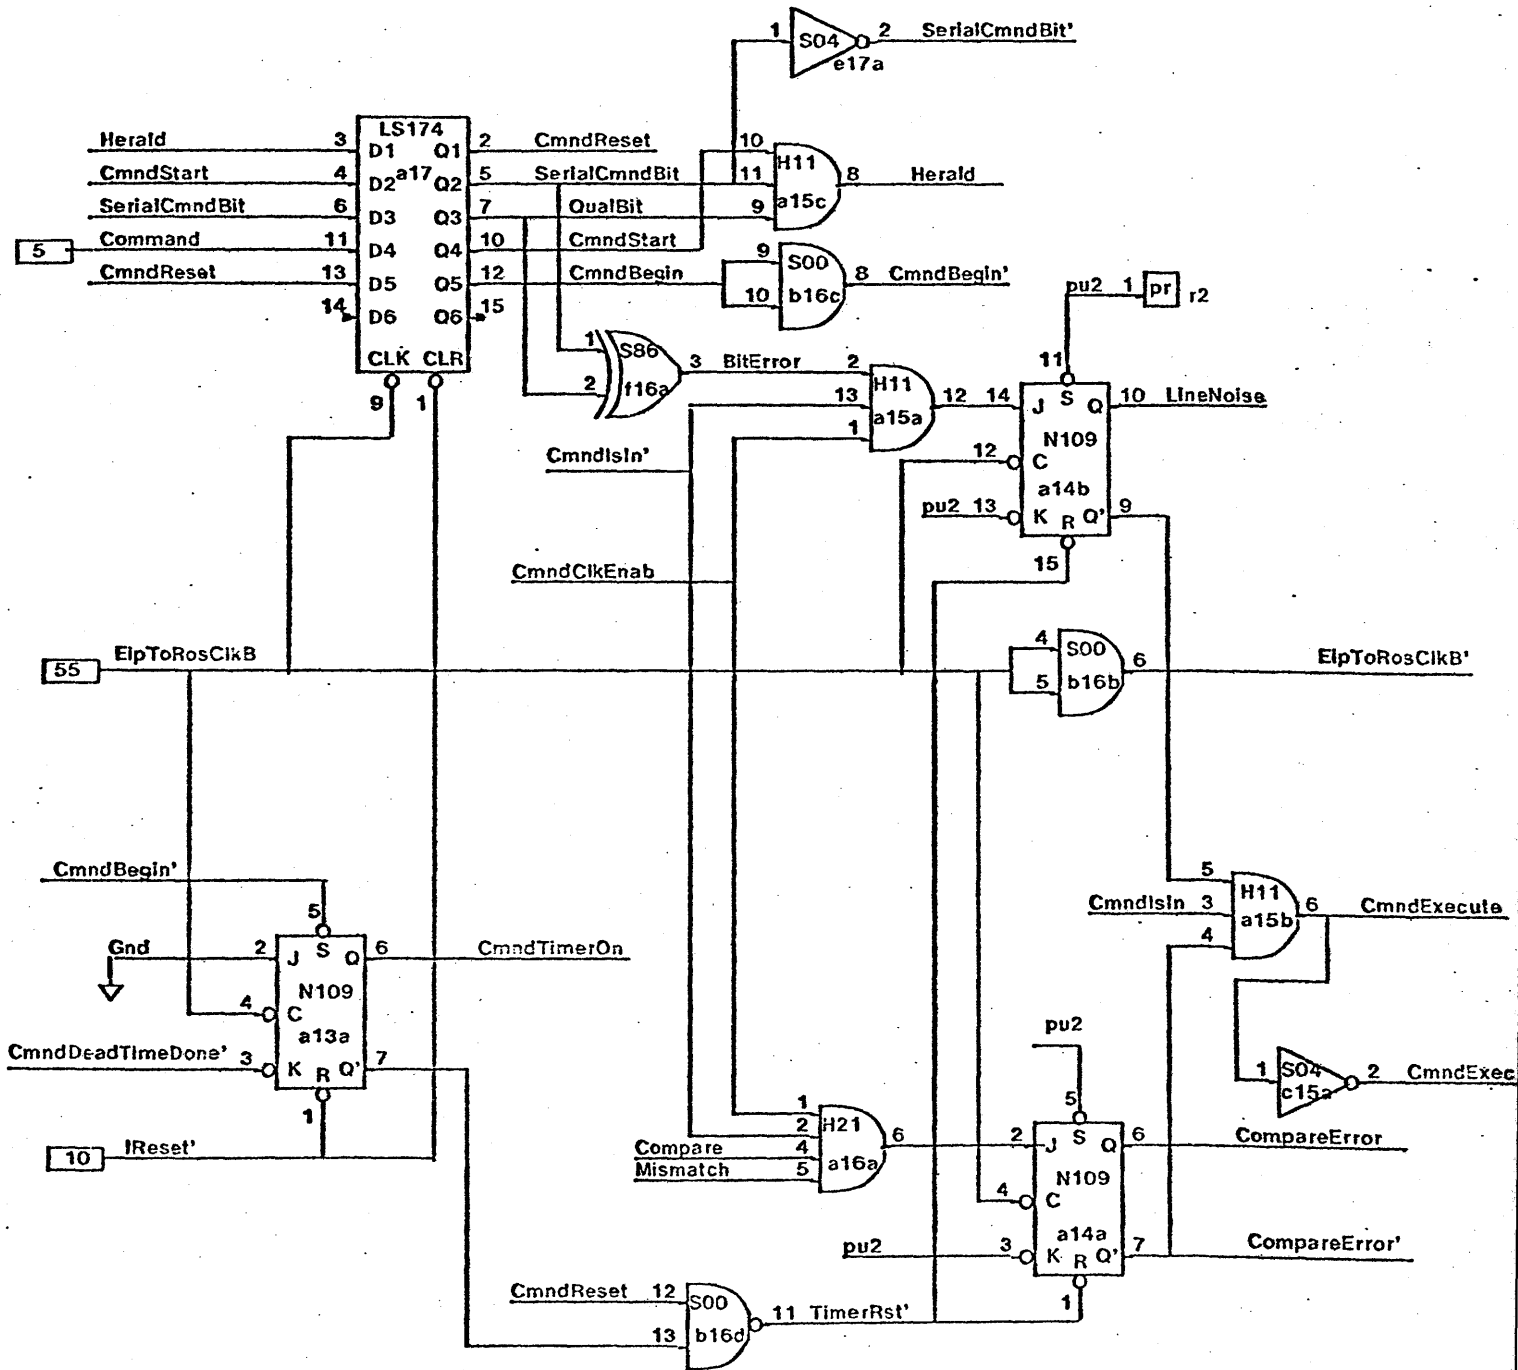 1 S04 2 SerialCmndBit'
e17a
LS174
Herald 3 D1 Q1 2 CmndReset
a17
CmndStart 4 D2 Q2 5 SerialCmndBit
SerialCmndBit 6 D3 Q3 7 QualBit
5 Command 11 D4 Q4 10 CmndStart
CmndReset 13 D5 Q5 12 CmndBegin
14 D6 Q6 15
CLK CLR
9 1
10 H11
11 8 Herald
9 a15c
9 S00
8 CmndBegin'
10 b16c
1 S86
3 BitError
2 f16a
2 H11
13 12
1 a15a
CmndIsIn'
CmndClkEnab
pu2 1 pr r2
11
14 J S Q 10 LineNoise
N109
12 C
a14b
pu2 13 K R Q' 9
15
55 EipToRosClkB
4 S00
6 EipToRosClkB'
5 b16b
CmndBegin'
5
Gnd 2 J S Q 6 CmndTimerOn
N109
4 C
a13a
CmndDeadTimeDone' 3 K R Q' 7
1
10 IReset'
5 H11
CmndIsIn 3 6 CmndExecute
a15b
4
1 S04 2 CmndExec
c15a
pu2
5
1 H21
2 6
Compare 4 a16a
Mismatch 5
2 J S Q 6 CompareError
N109
4 C
a14a
pu2 3 K R Q' 7 CompareError'
1
CmndReset 12 S00
11 TimerRst'
13 b16d